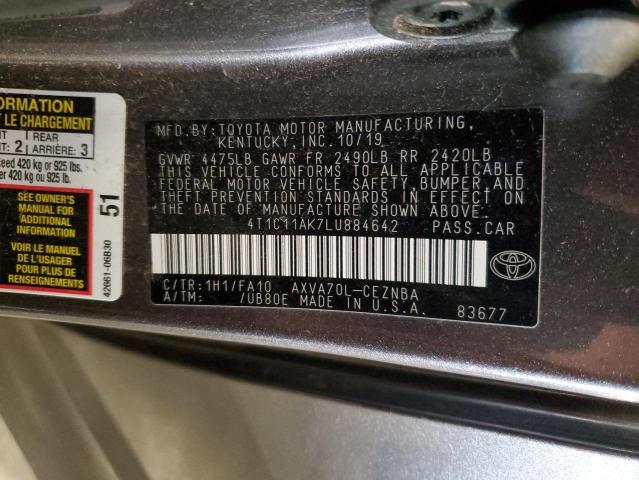 ORMATION
T LE CHARGEMENT
NT 2 REAR ARRIÈRE 3
ceed 420 kg or 925 lbs.
er 420 kg ou 925 lb.
SEE OWNER'S
MANUAL FOR
ADDITIONAL
INFORMATION
VOIR LE MANUEL
DE L'USAGER
POUR PLUS DE
42661-06B30
51
MFD. BY: TOYOTA MOTOR MANUFACTURING,
KENTUCKY, INC. 10/19
GVWR 4475LB GAWR FR 2490LB RR 2420LB
THIS VEHICLE CONFORMS TO ALL APPLICABLE
FEDERAL MOTOR VEHICLE SAFETY, BUMPER, AND
THEFT PREVENTION STANDARDS IN EFFECT ON
THE DATE OF MANUFACTURE SHOWN ABOVE.
4T1C11AK7LU884642 PASS.CAR
C/TR: 1H1/FA10 AXVA70L-CEZNBA
A/TM: /UB80E MADE IN U.S.A.
83677